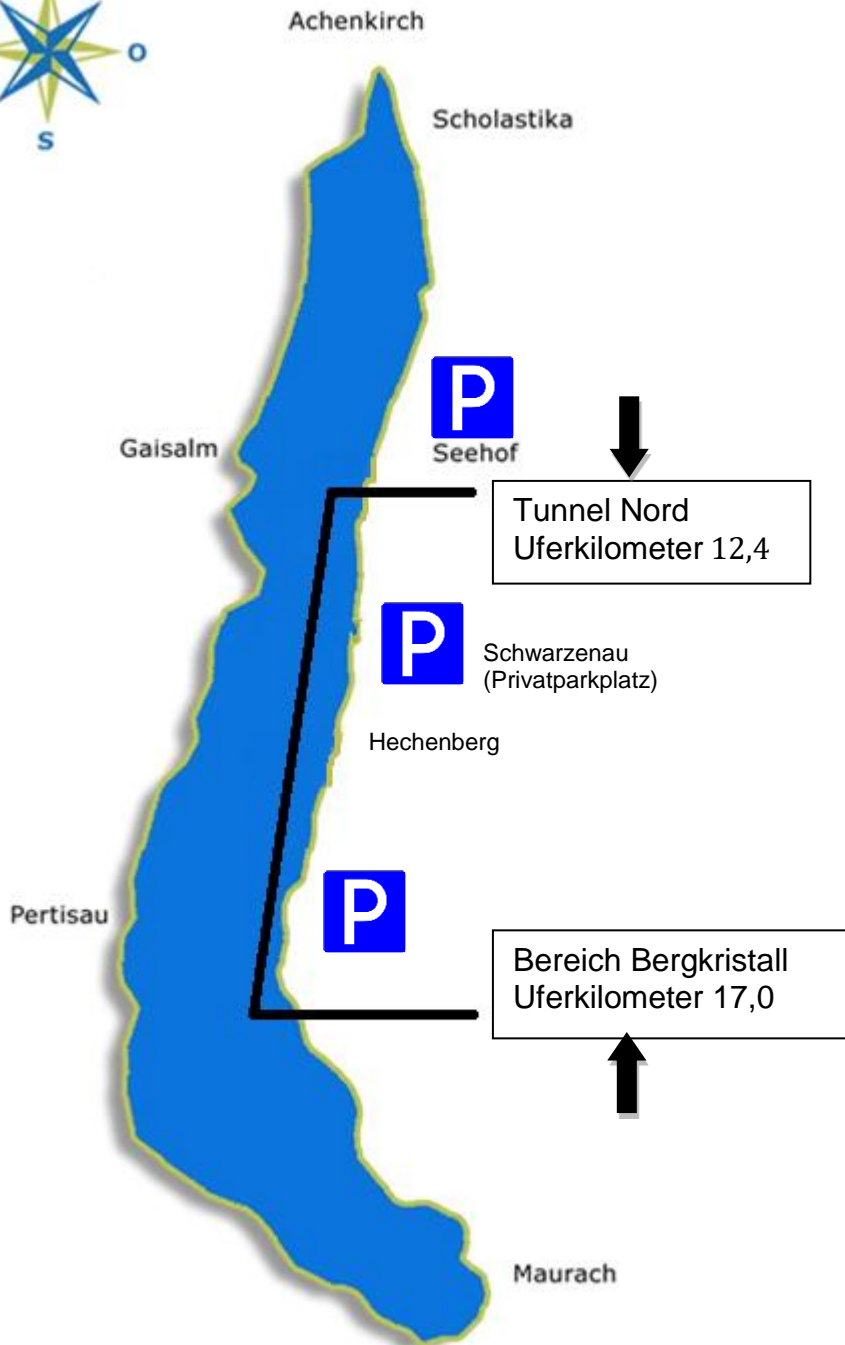 Achenkirch
O
S
Scholastika
P
Gaisalm
Seehof
Tunnel Nord
Uferkilometer 12,4
P
Schwarzenau
(Privatparkplatz)
Hechenberg
P
Pertisau
Bereich Bergkristall
Uferkilometer 17,0
Maurach